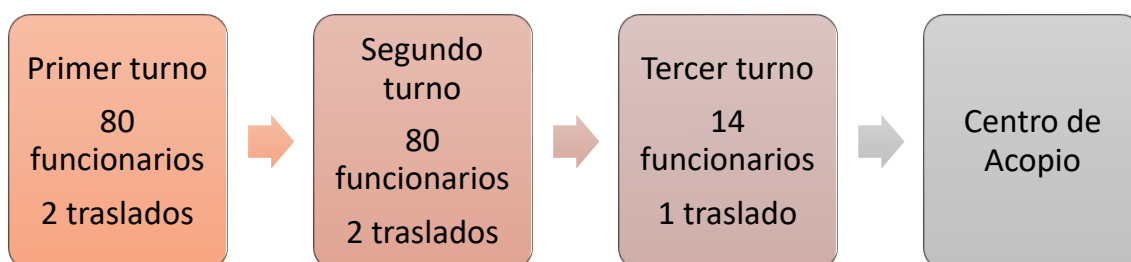 Primer turno
80
funcionarios
2 traslados
Segundo
turno
80
funcionarios
2 traslados
Tercer turno
14
funcionarios
1 traslado
Centro de
Acopio